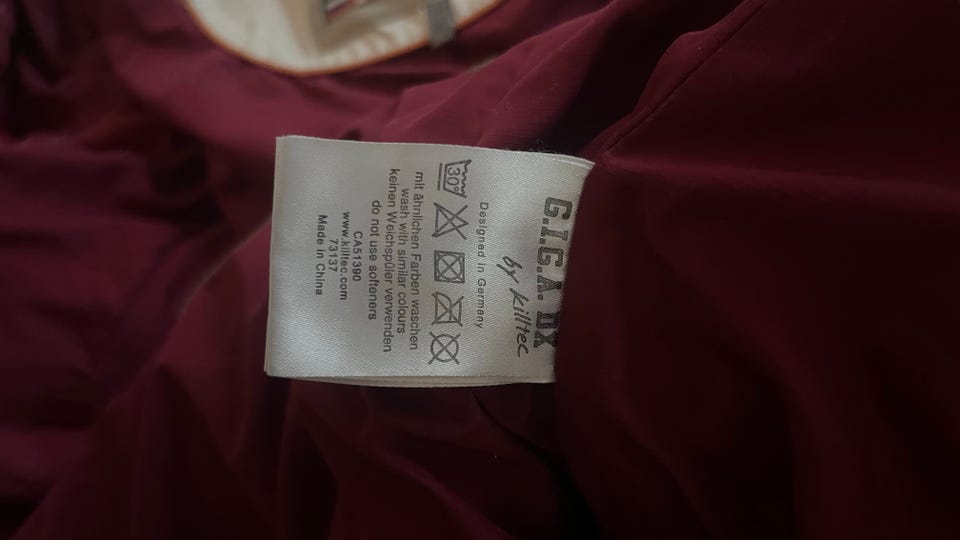 G.I.G.A. DX
by killtec
Designed in Germany
30°
mit ähnlichen Farben waschen
wash with similar colours
keinen Weichspüler verwenden
do not use softeners
CA51390
www.killtec.com
73137
Made in China